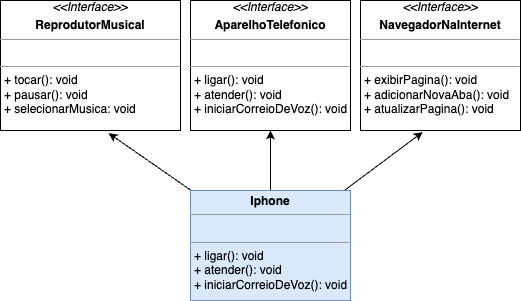 <<Interface>>
ReprodutorMusical
+ tocar(): void
+ pausar(): void
+ selecionarMusica: void
<<Interface>>
AparelhoTelefonico
+ ligar(): void
+ atender(): void
+ iniciarCorreioDeVoz(): void
<<Interface>>
NavegadorNaInternet
+ exibirPagina(): void
+ adicionarNovaAba(): void
+ atualizarPagina(): void
Iphone
+ ligar(): void
+ atender(): void
+ iniciarCorreioDeVoz(): void